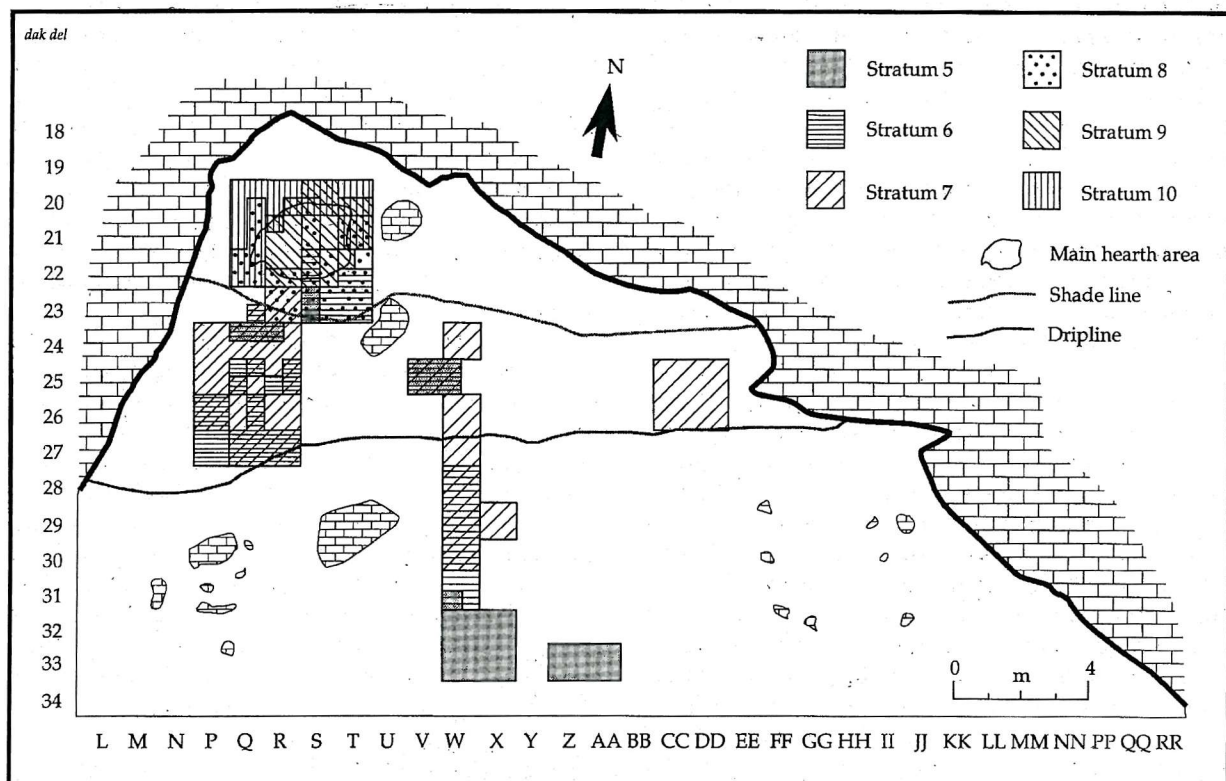 dak del
N
Stratum 5
Stratum 8
Stratum 6
Stratum 9
Stratum 7
Stratum 10
Main hearth area
Shade line
Dripline
18
19
20
21
22
23
24
25
26
27
28
29
30
31
32
33
34
0 m 4
L M N P Q R S T U V W X Y Z AA BB CC DD EE FF GG HH II JJ KK LL MM NN PP QQ RR